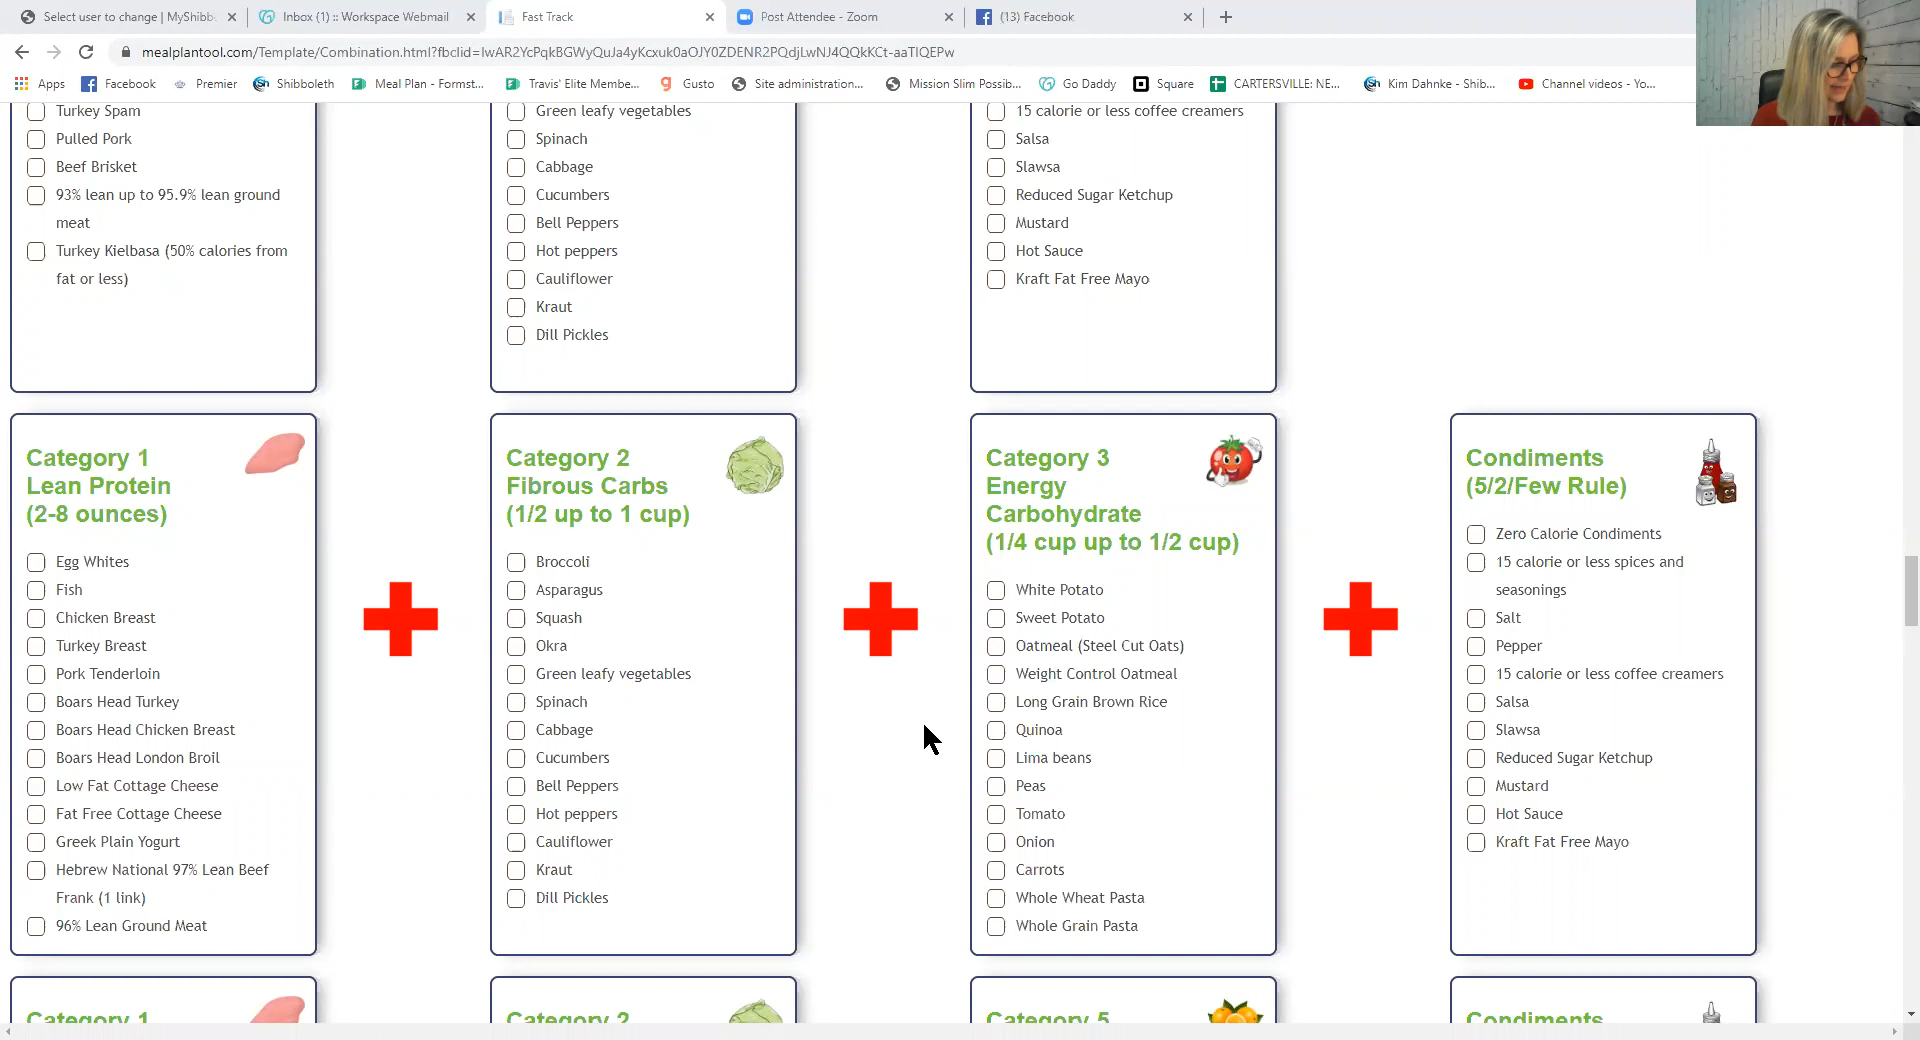 Select user to change | MyShibb
Inbox (1) :: Workspace Webmail
Fast Track
Post Attendee - Zoom
(13) Facebook
mealplantool.com/Template/Combination.html?fbclid=IwAR2YcPqkBGWyQuJa4yKcxuk0aOJY0ZDENR2PQdjLwNJ4QQkKCt-aaTlQEPw
Apps
Facebook
Premier
Shibboleth
Meal Plan - Formst...
Travis' Elite Membe...
Gusto
Site administration...
Mission Slim Possib...
Go Daddy
Square
CARTERSVILLE: NE...
Kim Dahnke - Shib...
Channel videos - Yo...
Turkey Spam
Pulled Pork
Beef Brisket
93% lean up to 95.9% lean ground
meat
Turkey Kielbasa (50% calories from
fat or less)
Green leafy vegetables
Spinach
Cabbage
Cucumbers
Bell Peppers
Hot peppers
Cauliflower
Kraut
Dill Pickles
15 calorie or less coffee creamers
Salsa
Slawsa
Reduced Sugar Ketchup
Mustard
Hot Sauce
Kraft Fat Free Mayo
Category 1
Lean Protein
(2-8 ounces)
Egg Whites
Fish
Chicken Breast
Turkey Breast
Pork Tenderloin
Boars Head Turkey
Boars Head Chicken Breast
Boars Head London Broil
Low Fat Cottage Cheese
Fat Free Cottage Cheese
Greek Plain Yogurt
Hebrew National 97% Lean Beef
Frank (1 link)
96% Lean Ground Meat
Category 2
Fibrous Carbs
(1/2 up to 1 cup)
Broccoli
Asparagus
Squash
Okra
Green leafy vegetables
Spinach
Cabbage
Cucumbers
Bell Peppers
Hot peppers
Cauliflower
Kraut
Dill Pickles
Category 3
Energy
Carbohydrate
(1/4 cup up to 1/2 cup)
White Potato
Sweet Potato
Oatmeal (Steel Cut Oats)
Weight Control Oatmeal
Long Grain Brown Rice
Quinoa
Lima beans
Peas
Tomato
Onion
Carrots
Whole Wheat Pasta
Whole Grain Pasta
Condiments
(5/2/Few Rule)
Zero Calorie Condiments
15 calorie or less spices and
seasonings
Salt
Pepper
15 calorie or less coffee creamers
Salsa
Slawsa
Reduced Sugar Ketchup
Mustard
Hot Sauce
Kraft Fat Free Mayo
Category 1
Category 2
Category 5
Condiments